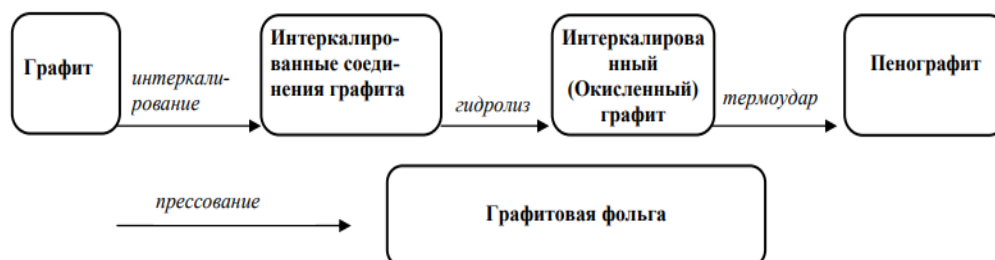 Графит
интеркали-
рование
Интеркалиро-
ванные соеди-
нения графита
гидролиз
Интеркалирова
нный
(Окисленный)
графит
термоудар
Пенографит
прессование
Графитовая фольга